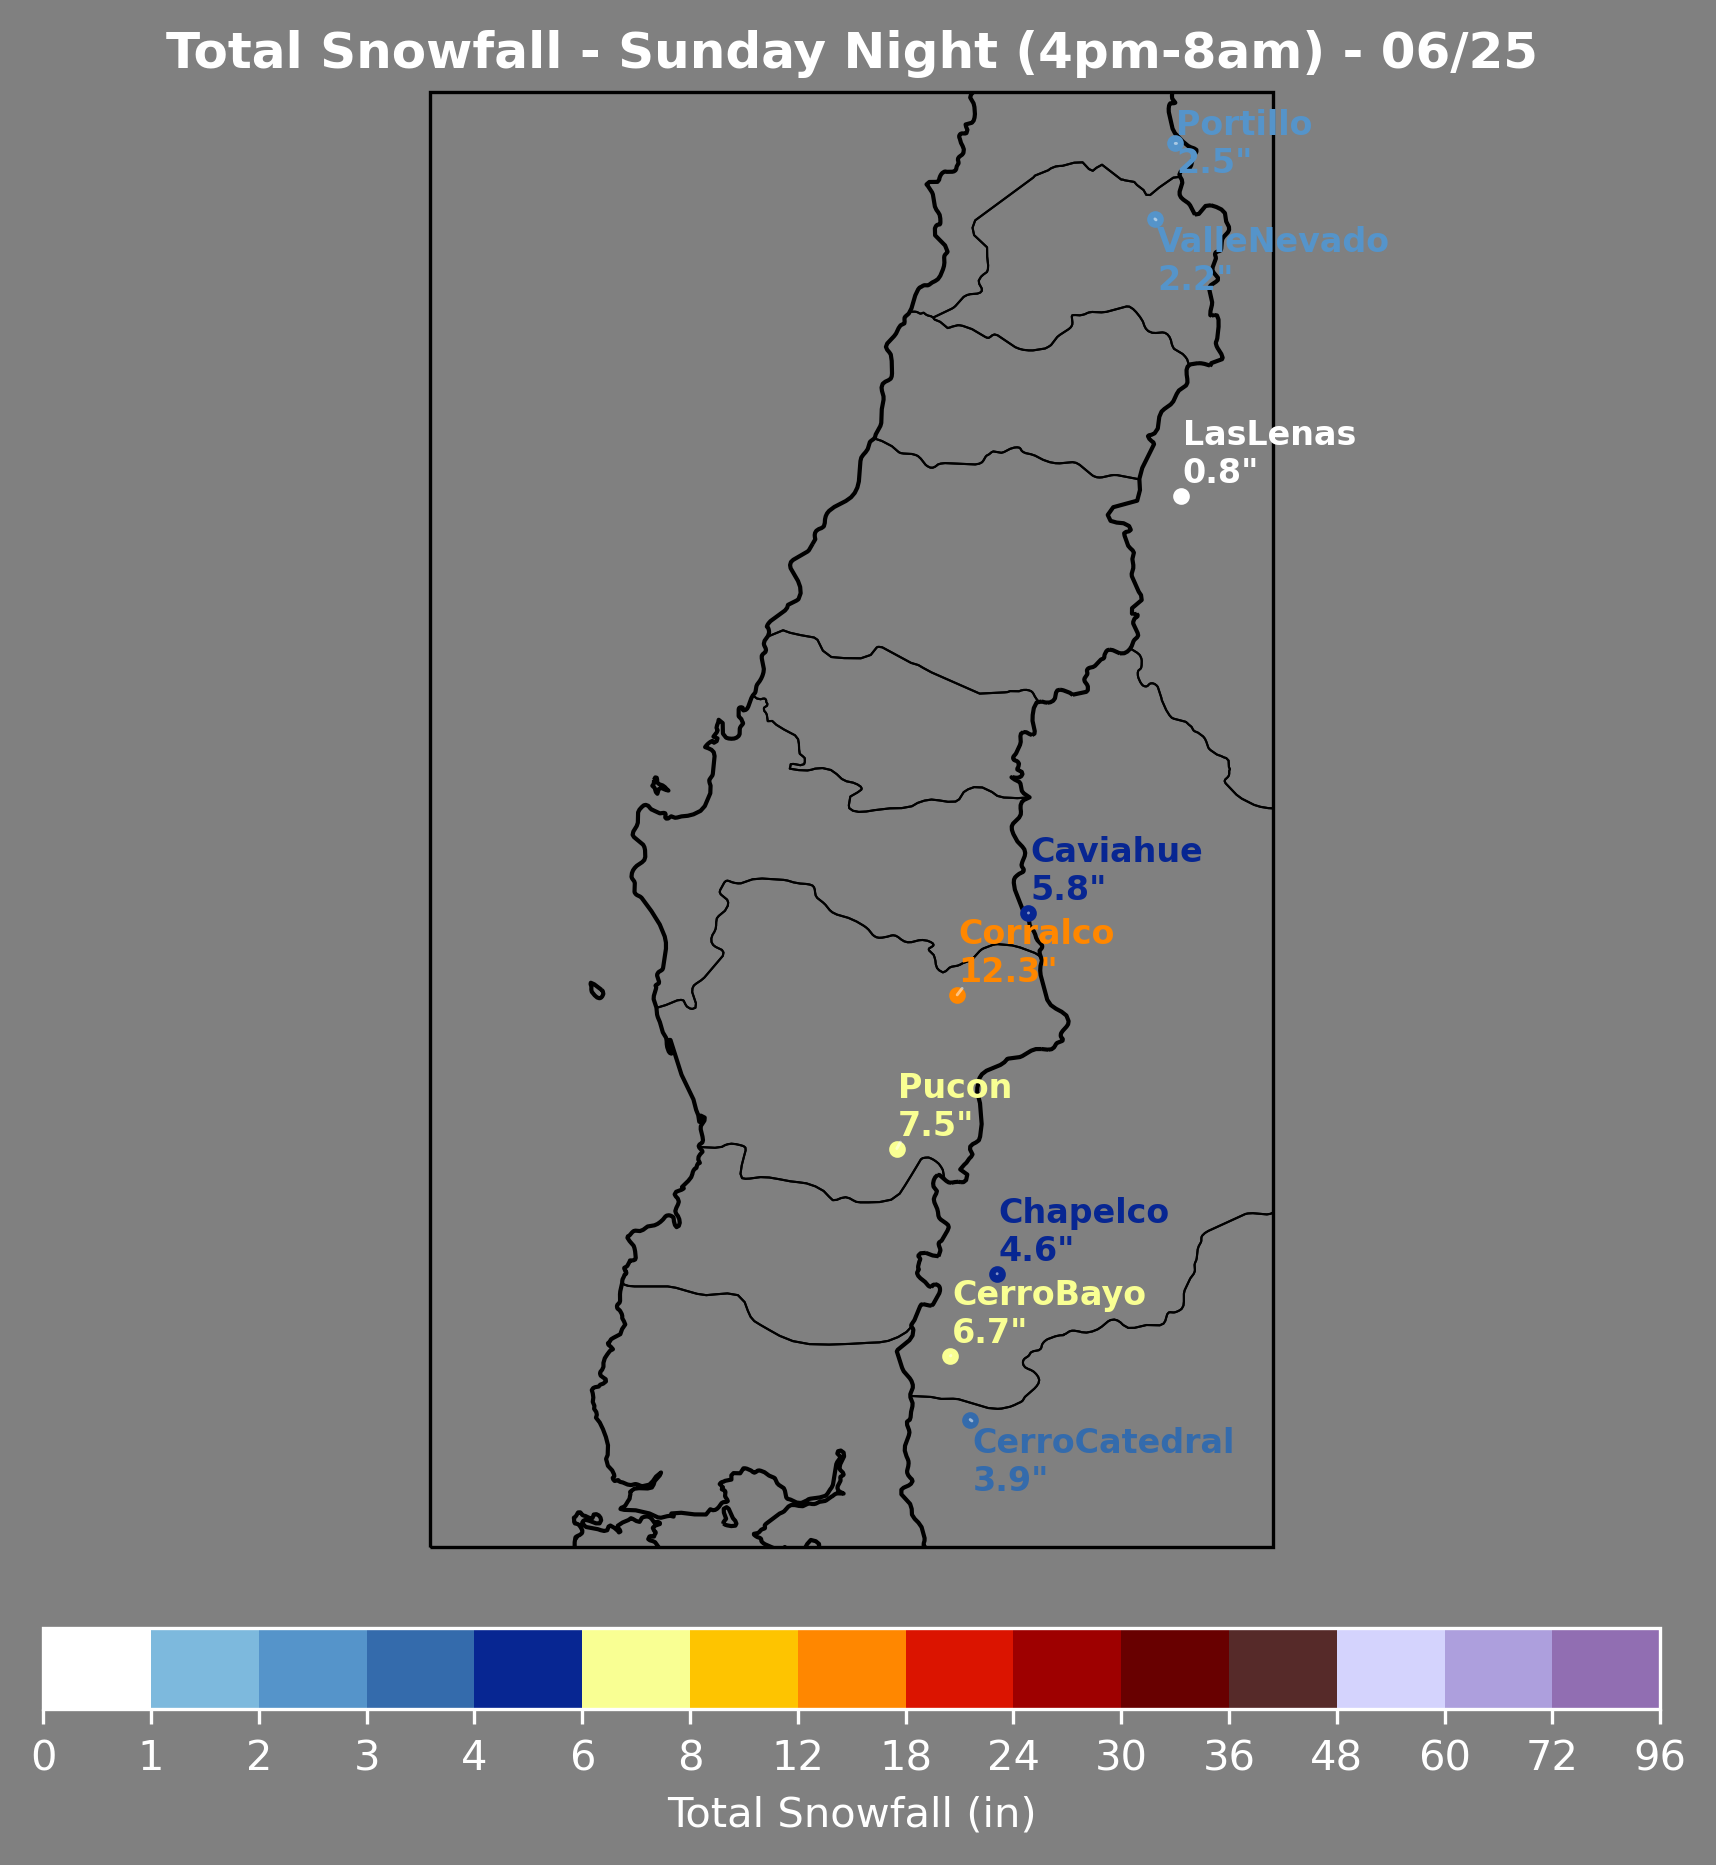 Total Snowfall - Sunday Night (4pm-8am) - 06/25
Portillo
2.5"
ValleNevado
2.2"
LasLenas
0.8"
Caviahue
5.8"
Corralco
12.3"
Pucon
7.5"
Chapelco
4.6"
CerroBayo
6.7"
CerroCatedral
3.9"
0 1 2 3 4 6 8 12 18 24 30 36 48 60 72 96
Total Snowfall (in)